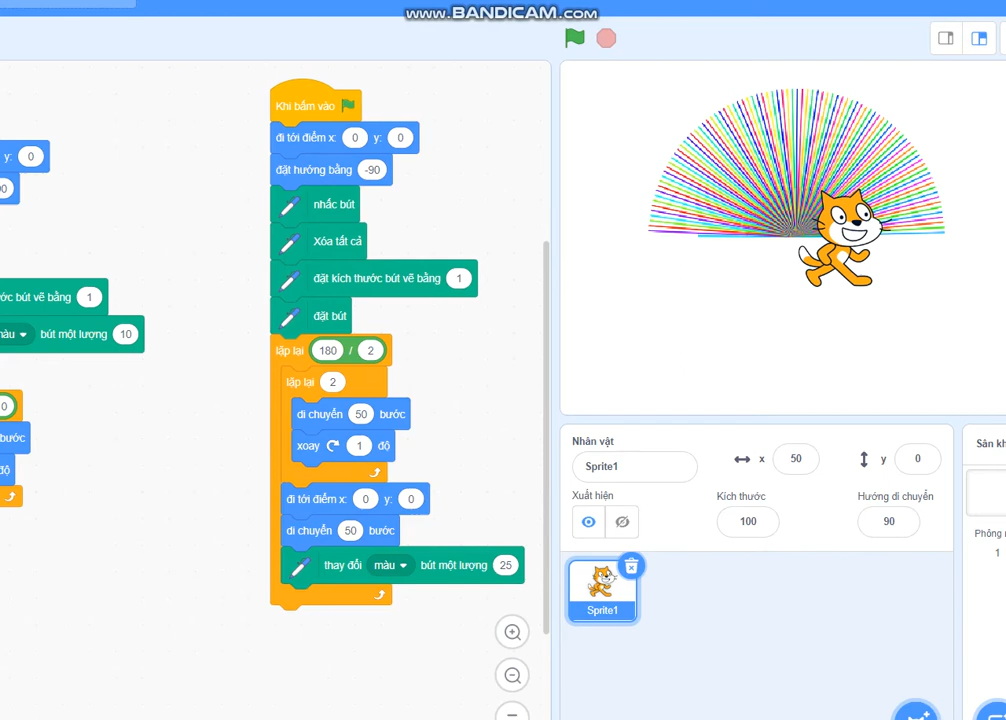 www.BANDICAM.com
y: 0
ớc bút vẽ bằng 1
bút một lượng 10
0
bước
độ
Khi bấm vào
đi tới điểm x: 0 y: 0
đặt hướng bằng -90
nhấc bút
Xóa tất cả
đặt kích thước bút vẽ bằng 1
đặt bút
lặp lại 180 / 2
lặp lại 2
di chuyển 50 bước
xoay 1 độ
đi tới điểm x: 0 y: 0
di chuyển 50 bước
thay đổi màu bút một lượng 25
Nhân vật
Sprite1
x 50
y 0
Xuất hiện
Kích thước
100
Hướng di chuyển
90
Sprite1
Sân kh
Phông n
1